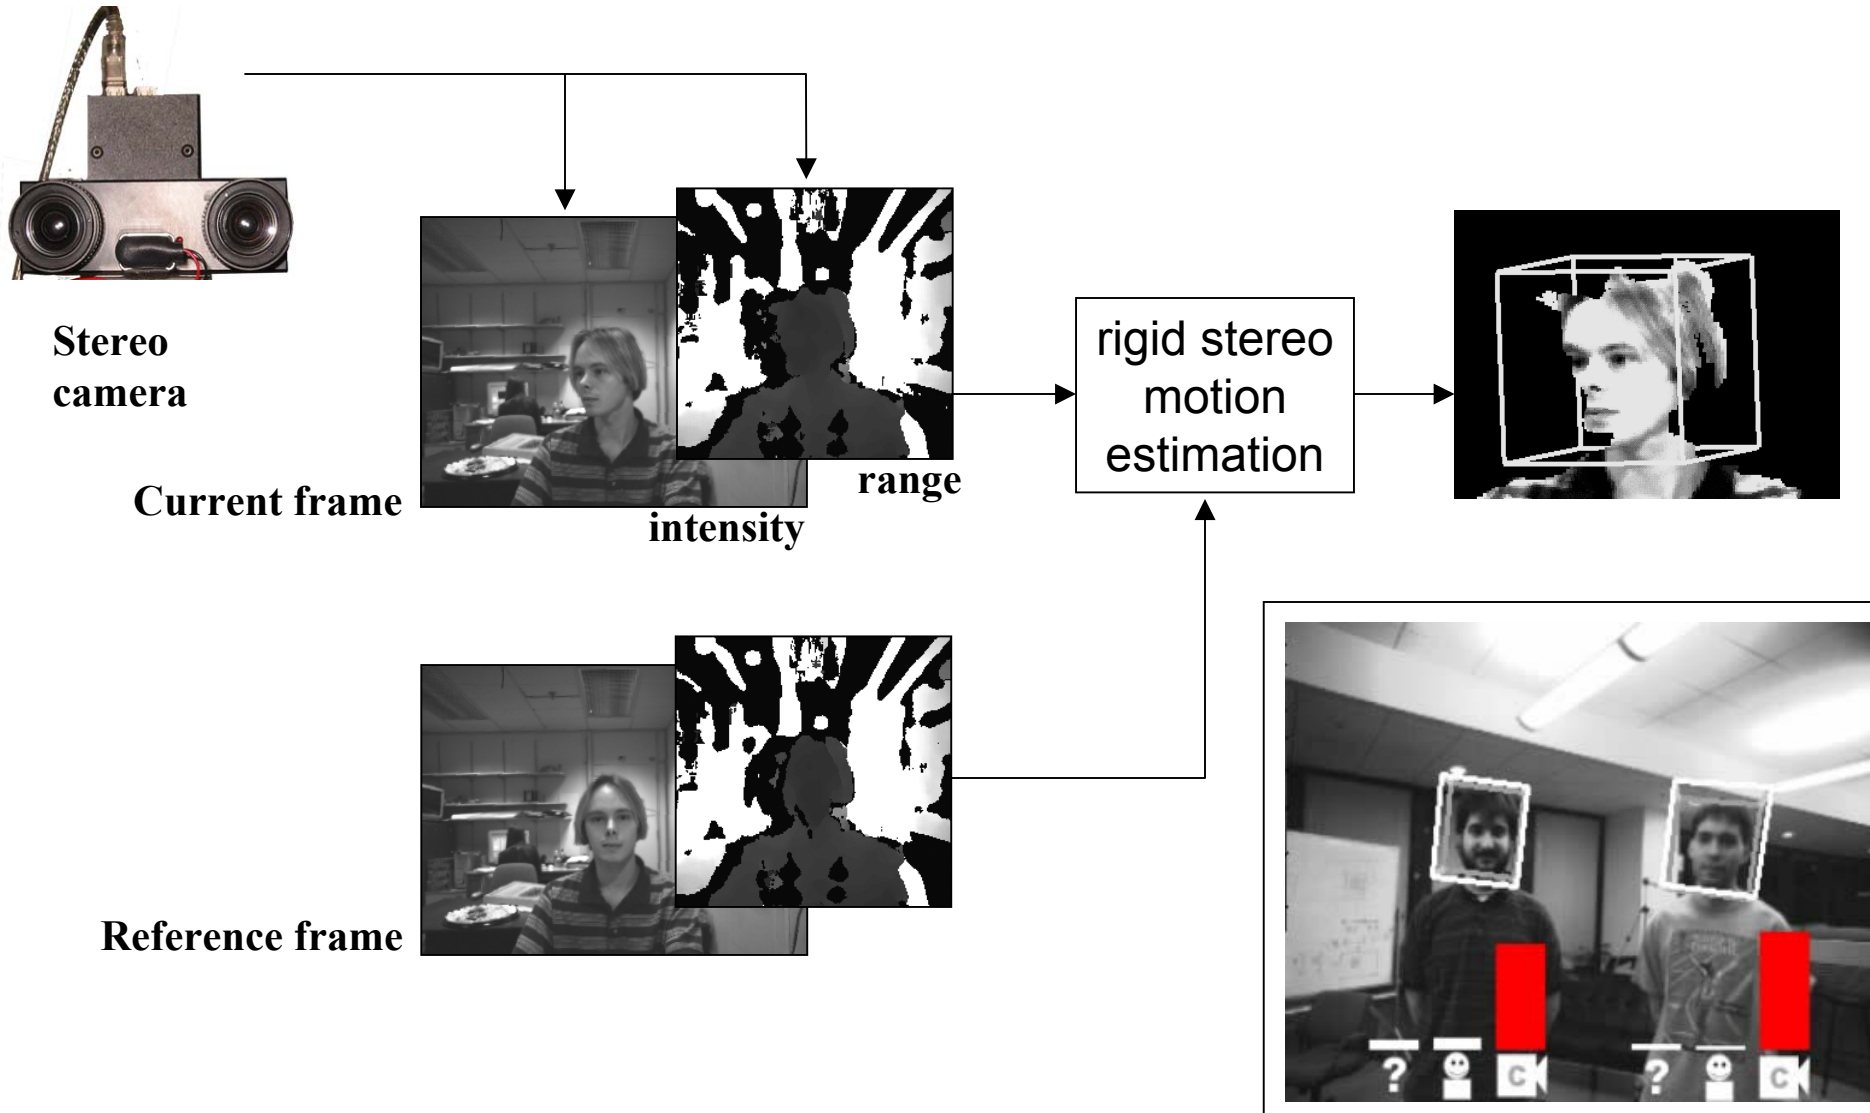 Stereo
camera
Current frame
range
intensity
rigid stereo
motion
estimation
Reference frame
? C ? C